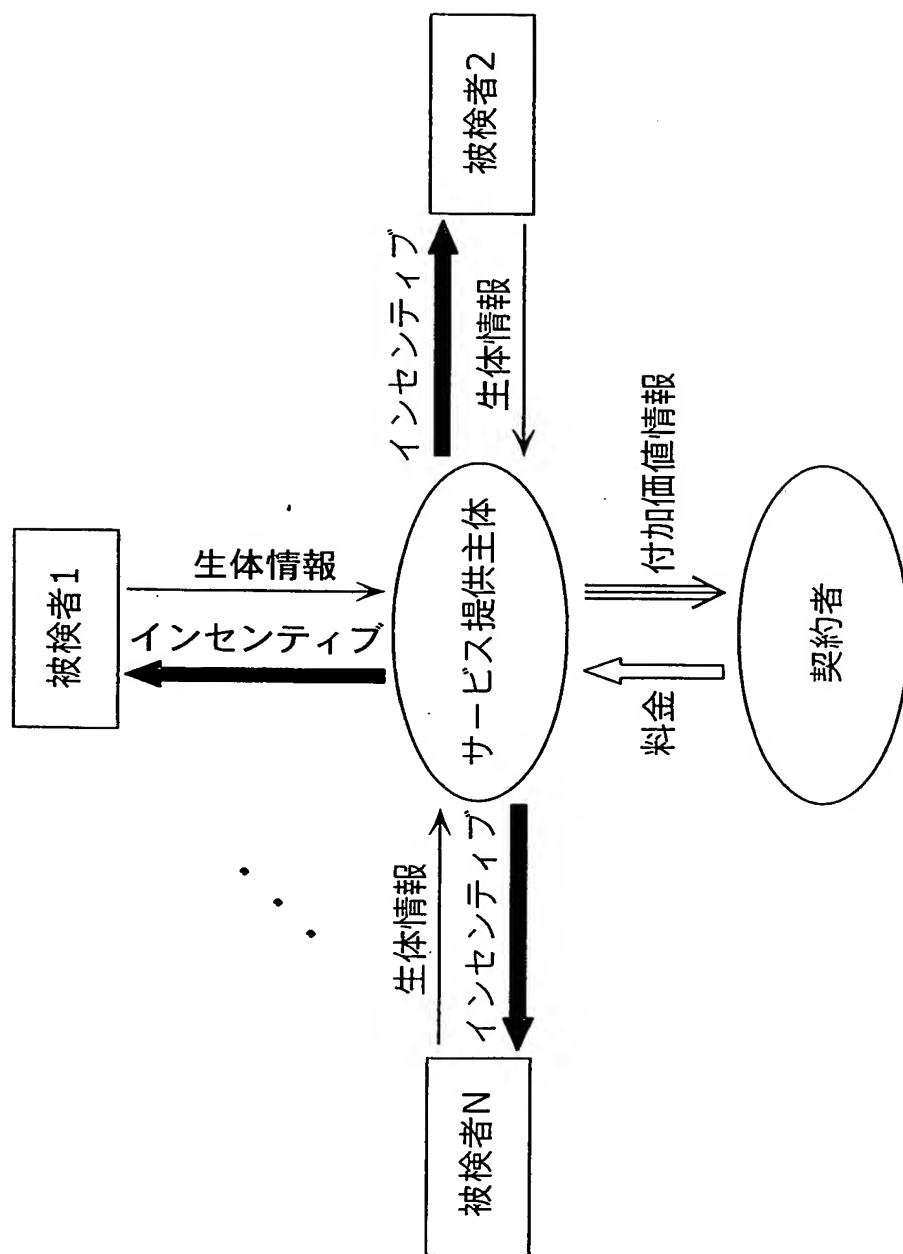 被検者1
生体情報
インセンティブ
被検者2
インセンティブ
生体情報
サービス提供主体
生体情報
インセンティブ
被検者N
付加価値情報
料金
契約者